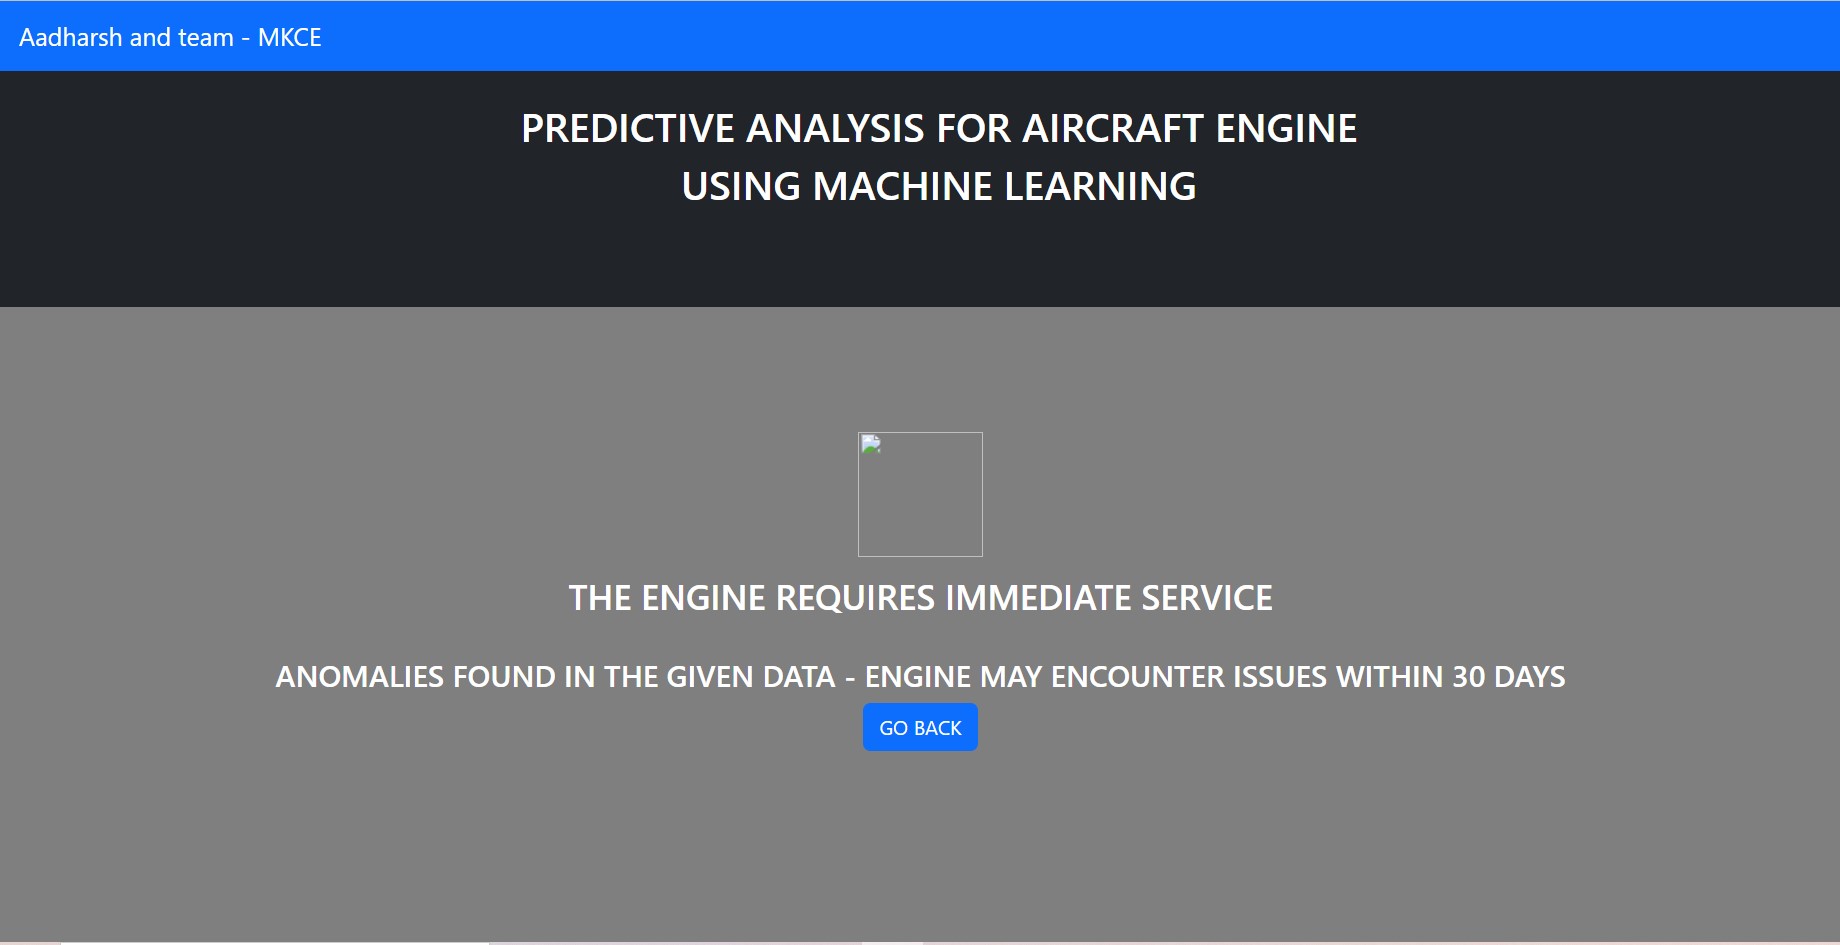 Aadharsh and team - MKCE
PREDICTIVE ANALYSIS FOR AIRCRAFT ENGINE
USING MACHINE LEARNING
THE ENGINE REQUIRES IMMEDIATE SERVICE
ANOMALIES FOUND IN THE GIVEN DATA - ENGINE MAY ENCOUNTER ISSUES WITHIN 30 DAYS
GO BACK